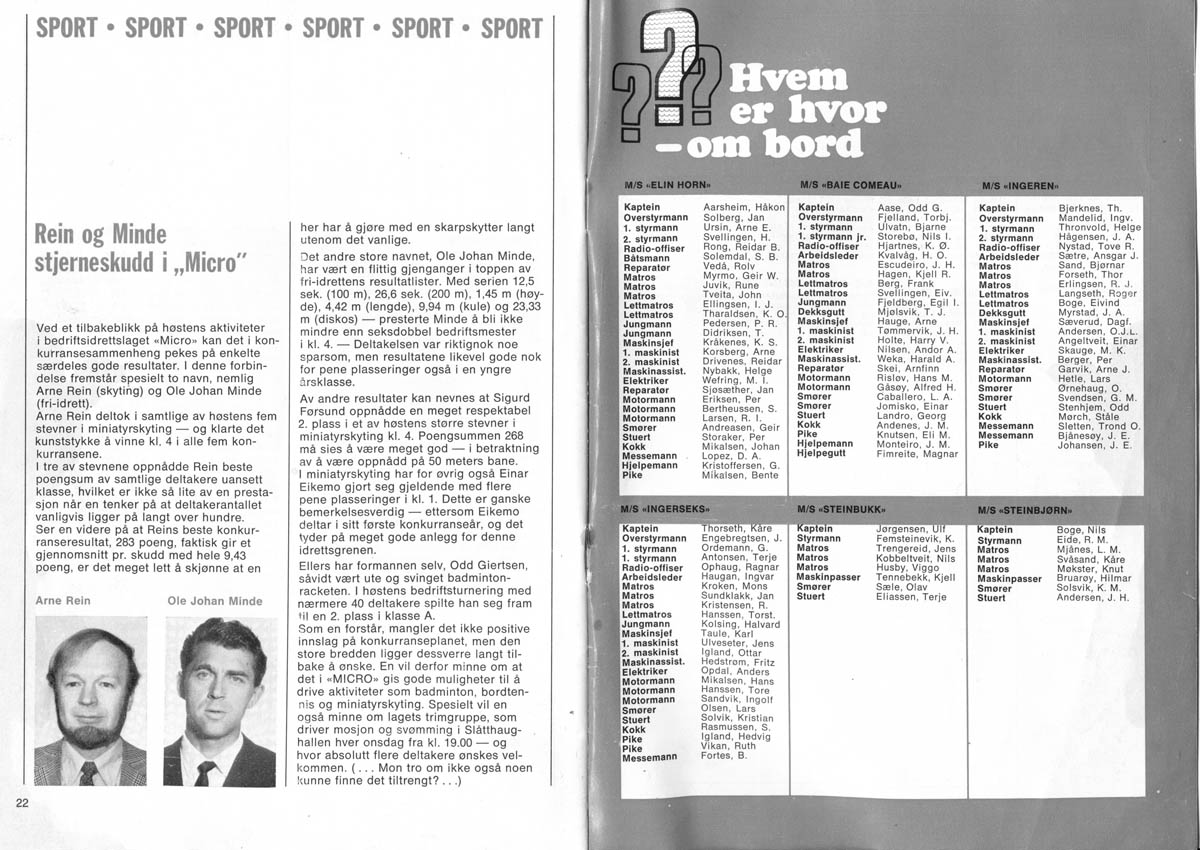 SPORT • SPORT • SPORT • SPORT • SPORT • SPORT
Rein og Minde
stjerneskudd i „Micro”
Ved et tilbakeblikk på høstens aktiviteter
i bedriftsidrettslaget «Micro» kan det i kon-
kurransesammenheng pekes på enkelte
særdeles gode resultater. I denne forbin-
delse fremstår spesielt to navn, nemlig
Arne Rein (skyting) og Ole Johan Minde
(fri-idrett).
Arne Rein deltok i samtlige av høstens fem
stevner i miniatyrskyting — og klarte det
kunststykke å vinne kl. 4 i alle fem kon-
kurransene.
I tre av stevnene oppnådde Rein beste
poengsum av samtlige deltakere uansett
klasse, hvilket er ikke så lite av en presta-
sjon når en tenker på at deltakerantallet
vanligvis ligger på langt over hundre.
Ser en videre på at Reins beste konkur-
ranseresultat, 283 poeng, faktisk gir et
gjennomsnitt pr. skudd med hele 9,43
poeng, er det meget lett å skjønne at en
Arne Rein
Ole Johan Minde
22
her har å gjøre med en skarpskytter langt
utenom det vanlige.
Det andre store navnet, Ole Johan Minde,
har vært en flittig gjenganger i toppen av
fri-idrettens resultatlister. Med serien 12,5
sek. (100 m), 26,6 sek. (200 m), 1,45 m (høy-
de), 4,42 m (lengde), 9,94 m (kule) og 23,33
m (diskos) — presterte Minde å bli ikke
mindre enn seksdobbel bedriftsmester
i kl. 4. — Deltakelsen var riktignok noe
sparsom, men resultatene likevel gode nok
for pene plasseringer også i en yngre
årsklasse.
Av andre resultater kan nevnes at Sigurd
Førsund oppnådde en meget respektabel
2. plass i et av høstens større stevner i
miniatyrskyting kl. 4. Poengsummen 268
må sies å være meget god — i betraktning
av å være oppnådd på 50 meters bane.
I miniatyrskyting har for øvrig også Einar
Eikemo gjort seg gjeldende med flere
pene plasseringer i kl. 1. Dette er ganske
bemerkelsesverdig — ettersom Eikemo
deltar i sitt første konkurranseår, og det
tyder på meget gode anlegg for denne
idrettsgrenen.
Ellers har formannen selv, Odd Giertsen,
såvidt vært ute og svinget badminton-
racketen. I høstens bedriftsturnering med
nærmere 40 deltakere spilte han seg fram
til en 2. plass i klasse A.
Som en forstår, mangler det ikke positive
innslag på konkurranseplanet, men den
store bredden ligger dessverre langt til-
bake å ønske. En vil derfor minne om at
det i «MICRO» gis gode muligheter til å
drive aktiviteter som badminton, bordten-
nis og miniatyrskyting. Spesielt vil en
også minne om lagets trimgruppe, som
driver mosjon og svømming i Slåtthaug-
hallen hver onsdag fra kl. 19.00 — og
hvor absolutt flere deltakere ønskes vel-
kommen. (... Mon tro om ikke også noen
kunne finne det tiltrengt? ...)
???
Hvem
er hvor
– om bord
M/S «ELIN HORN»
Kaptein Aarsheim, Håkon
Overstyrmann Solberg, Jan
1. styrmann Ursin, Arne E.
2. styrmann Svellingen, H.
Radio-offiser Rong, Reidar B.
Båtsmann Solemdal, S. B.
Reparatør Vedå, Rolv
Matros Myrmo, Geir W.
Matros Juvik, Rune
Matros Tveita, John
Lettmatros Ellingsen, I. J.
Lettmatros Tharaldsen, K. O.
Jungmann Pedersen, P. R.
Jungmann Didriksen, T.
Maskinsjef Kråkenes, K. S.
1. maskinist Korsberg, Arne
2. maskinist Drivenes, Reidar
Maskinassist. Nybakk, Helge
Elektriker Wefring, M. I.
Reparatør Sjøsæther, Jan
Motormann Eriksen, Per
Motormann Bertheussen, S.
Motormann Larsen, R. I.
Smører Andreasen, Geir
Stuert Storaker, Per
Kokk Mikalsen, Johan
Messemann Lopez, D. A.
Hjelpemann Kristoffersen, G.
Pike Mikalsen, Bente
M/S «BAIE COMEAU»
Kaptein Aase, Odd G.
Overstyrmann Fjelland, Torbj.
1. styrmann Ulvatn, Bjarne
1. styrmann jr. Storebø, Nils I.
Radio-offiser Hjartnes, K. Ø.
Arbeidsleder Kvalvåg, H. O.
Matros Escudeiro, J. H.
Matros Hagen, Kjell R.
Lettmatros Berg, Frank
Lettmatros Svellingen, Eiv.
Jungmann Fjeldberg, Egil I.
Dekksgutt Mjølsvik, T. J.
Maskinsjef Hauge, Arne
1. maskinist Tømmervik, J. H.
2. maskinist Holte, Harry V.
Elektriker Nilsen, Andor A.
Maskinassist. Weka, Harald A.
Reparatør Skei, Arnfinn
Motormann Risløv, Hans M.
Motormann Gåsøy, Alfred H.
Smører Caballero, L. A.
Smører Jomisko, Einar
Stuert Landro, Georg
Kokk Andenes, J. M.
Pike Knutsen, Eli M.
Hjelpemann Monteiro, J. M.
Hjelpegutt Fimreite, Magnar
M/S «INGEREN»
Kaptein Bjerknes, Th.
Overstyrmann Mandelid, Ingv.
1. styrmann Thronvold, Helge
2. styrmann Hågensen, J. A.
Radio-offiser Nystad, Tove R.
Arbeidsleder Sætre, Ansgar J.
Matros Sand, Bjørnar
Matros Forseth, Thor
Matros Erlingsen, R. J.
Lettmatros Langseth, Roger
Lettmatros Boge, Eivind
Dekksgutt Myrstad, J. A.
Maskinsjef Sæverud, Dagf.
1. maskinist Andersen, O.J.L.
2. maskinist Angeltveit, Einar
Elektriker Skauge, M. K.
Maskinassist. Berger, Per
Reparatør Garvik, Arne J.
Motormann Hetle, Lars
Smører Ornehaug, O.
Smører Svendsen, G. M.
Stuert Stenhjem, Odd
Kokk Mørch, Ståle
Messemann Sletten, Trond O.
Messemann Bjånesøy, J. E.
Pike Johansen, J. E.
M/S «INGERSEKS»
Kaptein Thorseth, Kåre
Overstyrmann Engebregtsen, J.
1. styrmann Ordemann, G.
1. styrmann Antonsen, Terje
Radio-offiser Ophaug, Ragnar
Arbeidsleder Haugan, Ingvar
Matros Kroken, Mons
Matros Sundklakk, Jan
Matros Kristensen, R.
Lettmatros Hanssen, Torst.
Jungmann Kolsing, Halvard
Maskinsjef Taule, Karl
1. maskinist Ulveseter, Jens
2. maskinist Igland, Ottar
Maskinassist. Hedstrøm, Fritz
Elektriker Opdal, Anders
Motormann Mikalsen, Hans
Motormann Hanssen, Tore
Motormann Sandvik, Ingolf
Smører Olsen, Lars
Stuert Solvik, Kristian
Kokk Rasmussen, S.
Pike Igland, Hedvig
Pike Vikan, Ruth
Messemann Fortes, B.
M/S «STEINBUKK»
Kaptein Jørgensen, Ulf
Styrmann Femsteinevik, K.
Matros Trengereid, Jens
Matros Kobbeltveit, Nils
Matros Husby, Viggo
Maskinpasser Tennebekk, Kjell
Smører Sæle, Olav
Stuert Eliassen, Terje
M/S «STEINBJØRN»
Kaptein Boge, Nils
Styrmann Eide, R. M.
Matros Mjånes, L. M.
Matros Svåsand, Kåre
Matros Møkster, Knut
Maskinpasser Bruarøy, Hilmar
Smører Solsvik, K. M.
Stuert Andersen, J. H.